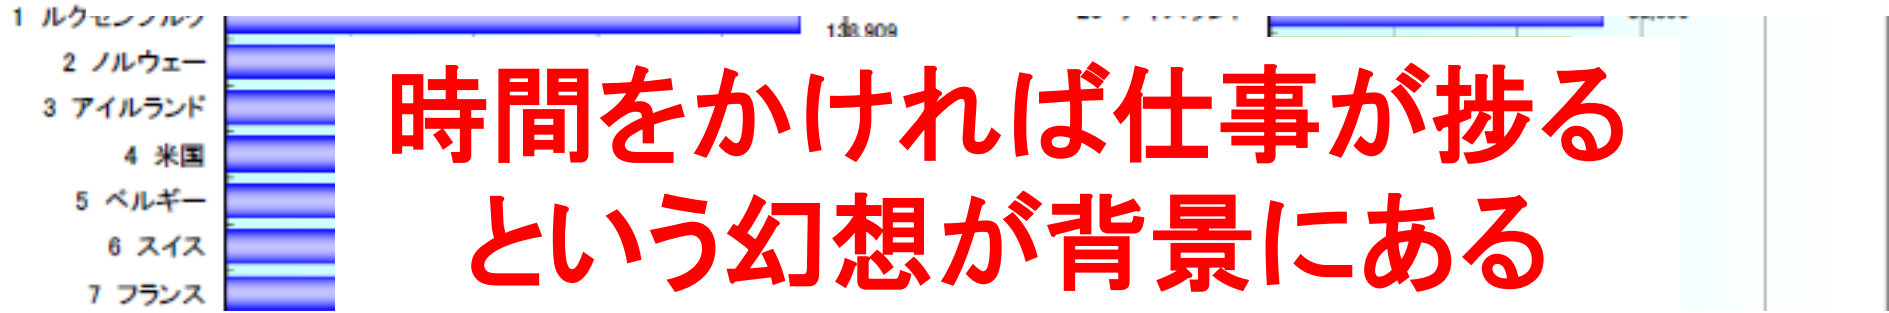 1 ルクセンブルク
138,909
2 ノルウェー
3 アイルランド
4 米国
5 ベルギー
6 スイス
7 フランス
時間をかければ仕事が捗る
という幻想が背景にある